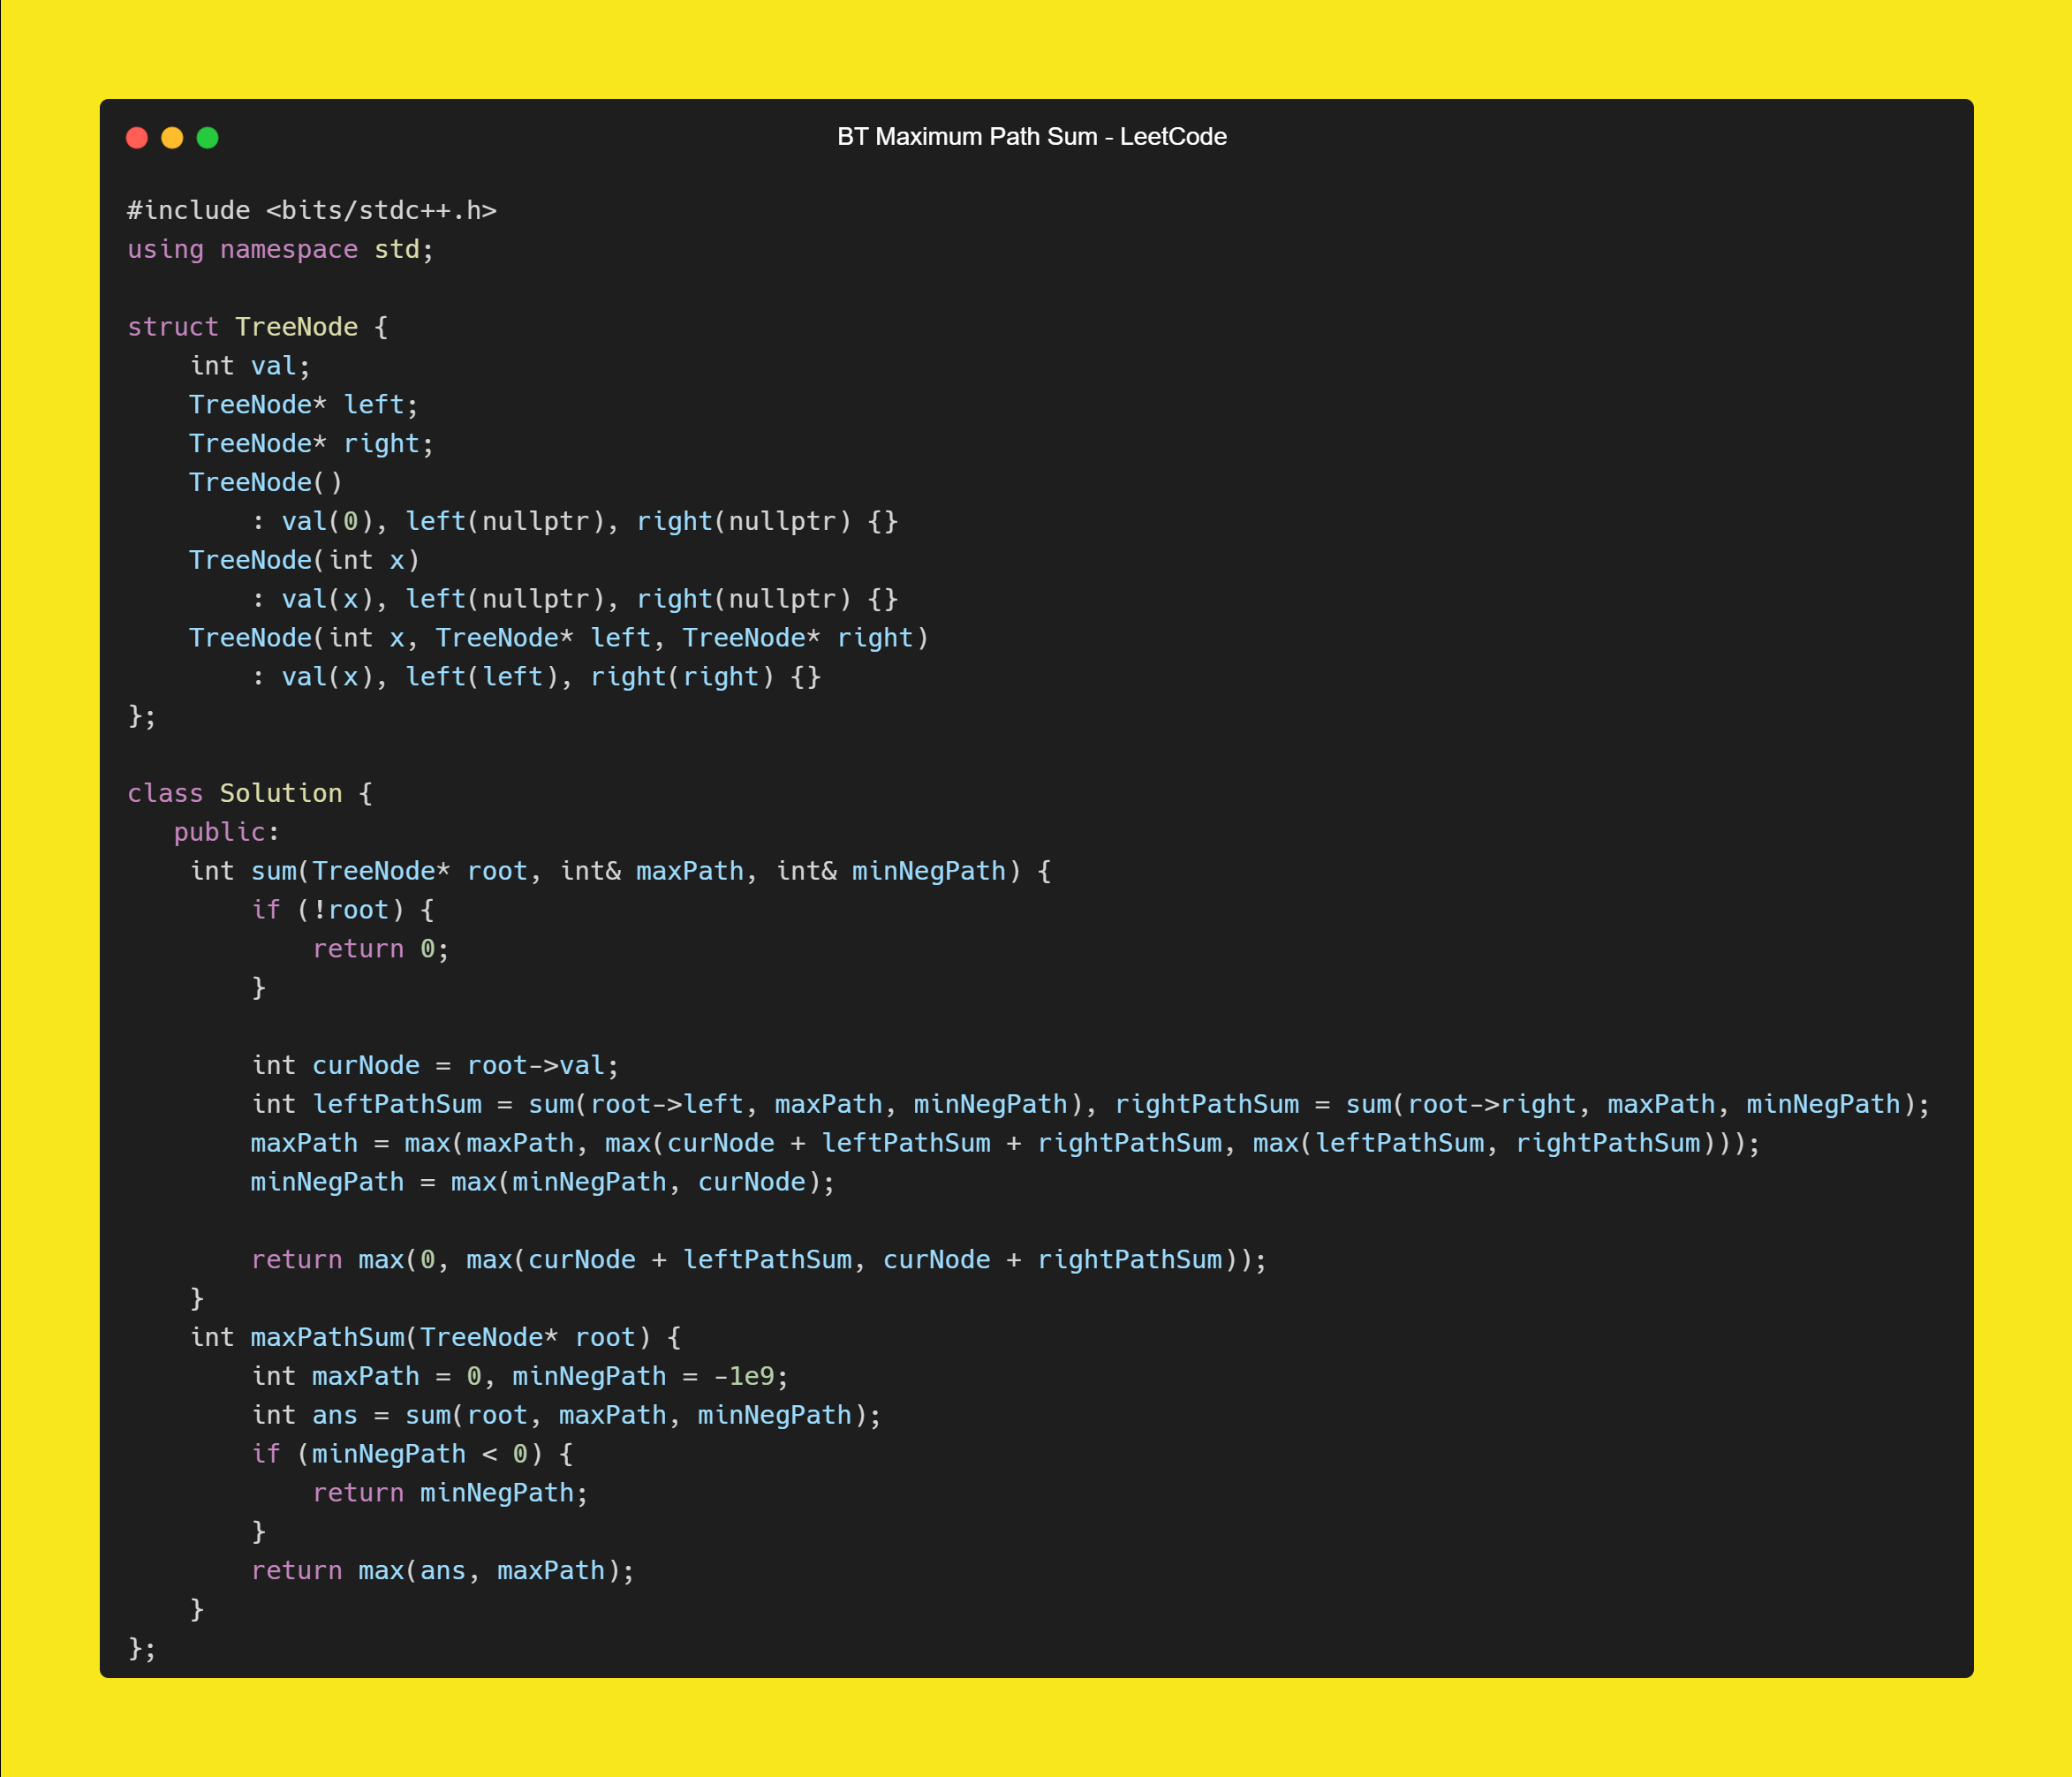 BT Maximum Path Sum - LeetCode
#include <bits/stdc++.h>
using namespace std;

struct TreeNode {
    int val;
    TreeNode* left;
    TreeNode* right;
    TreeNode()
        : val(0), left(nullptr), right(nullptr) {}
    TreeNode(int x)
        : val(x), left(nullptr), right(nullptr) {}
    TreeNode(int x, TreeNode* left, TreeNode* right)
        : val(x), left(left), right(right) {}
};

class Solution {
   public:
    int sum(TreeNode* root, int& maxPath, int& minNegPath) {
        if (!root) {
            return 0;
        }

        int curNode = root->val;
        int leftPathSum = sum(root->left, maxPath, minNegPath), rightPathSum = sum(root->right, maxPath, minNegPath);
        maxPath = max(maxPath, max(curNode + leftPathSum + rightPathSum, max(leftPathSum, rightPathSum)));
        minNegPath = max(minNegPath, curNode);

        return max(0, max(curNode + leftPathSum, curNode + rightPathSum));
    }
    int maxPathSum(TreeNode* root) {
        int maxPath = 0, minNegPath = -1e9;
        int ans = sum(root, maxPath, minNegPath);
        if (minNegPath < 0) {
            return minNegPath;
        }
        return max(ans, maxPath);
    }
};